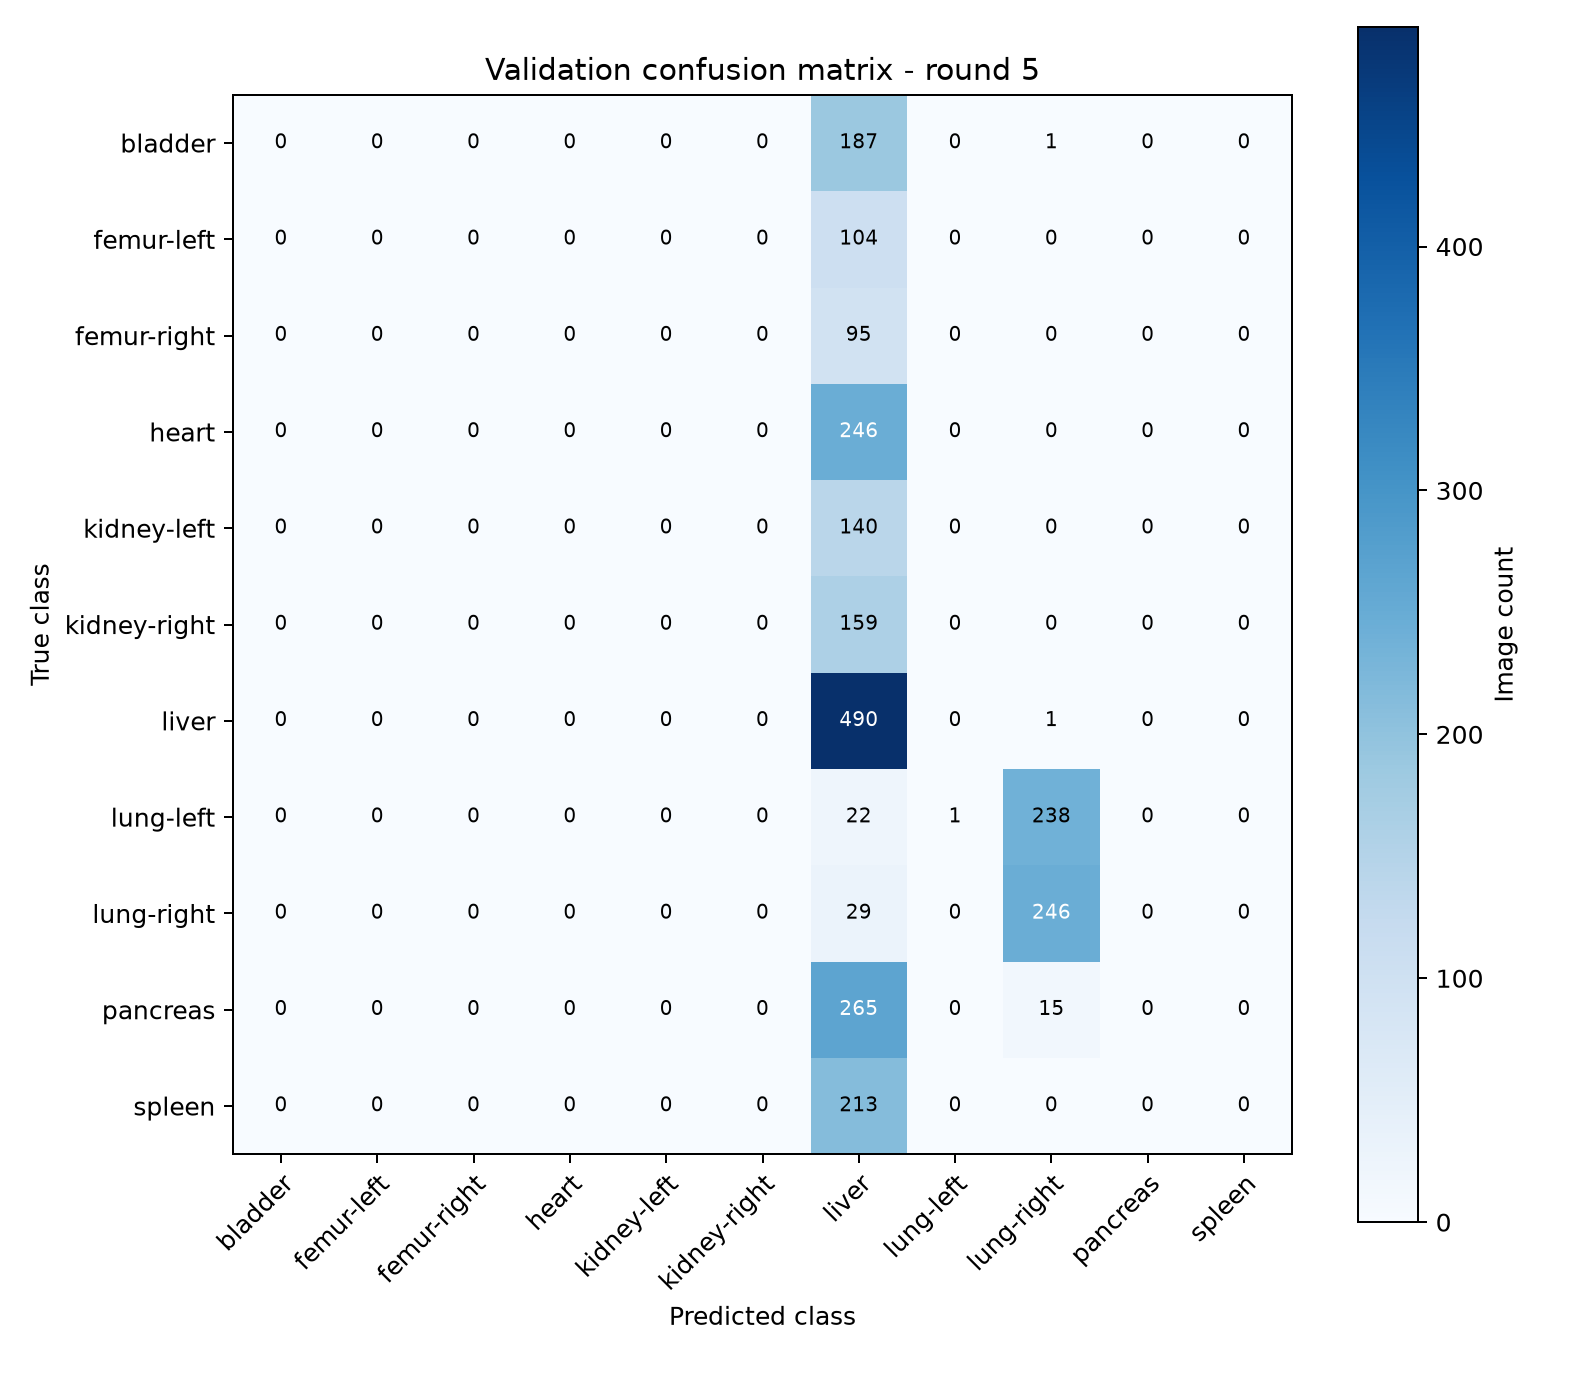 Validation confusion matrix - round 5
bladder 0 0 0 0 0 0 187 0 1 0 0
femur-left 0 0 0 0 0 0 104 0 0 0 0
femur-right 0 0 0 0 0 0 95 0 0 0 0
heart 0 0 0 0 0 0 246 0 0 0 0
kidney-left 0 0 0 0 0 0 140 0 0 0 0
kidney-right 0 0 0 0 0 0 159 0 0 0 0
liver 0 0 0 0 0 0 490 0 1 0 0
lung-left 0 0 0 0 0 0 22 1 238 0 0
lung-right 0 0 0 0 0 0 29 0 246 0 0
pancreas 0 0 0 0 0 0 265 0 15 0 0
spleen 0 0 0 0 0 0 213 0 0 0 0
bladder femur-left femur-right heart kidney-left kidney-right liver lung-left lung-right pancreas spleen
Predicted class
True class
400
300
200
100
0
Image count